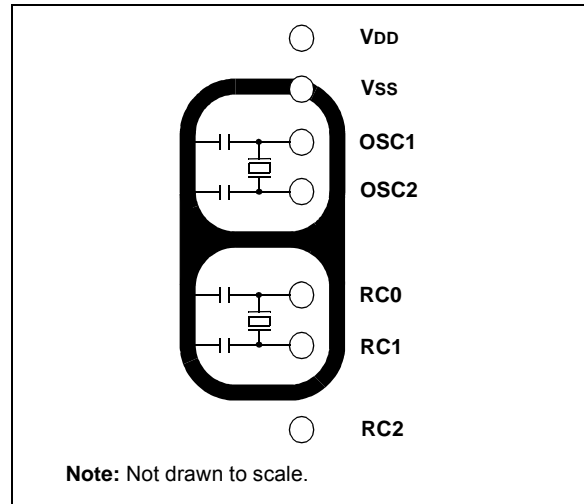 VDD
VSS
OSC1
OSC2
RC0
RC1
RC2
Note: Not drawn to scale.